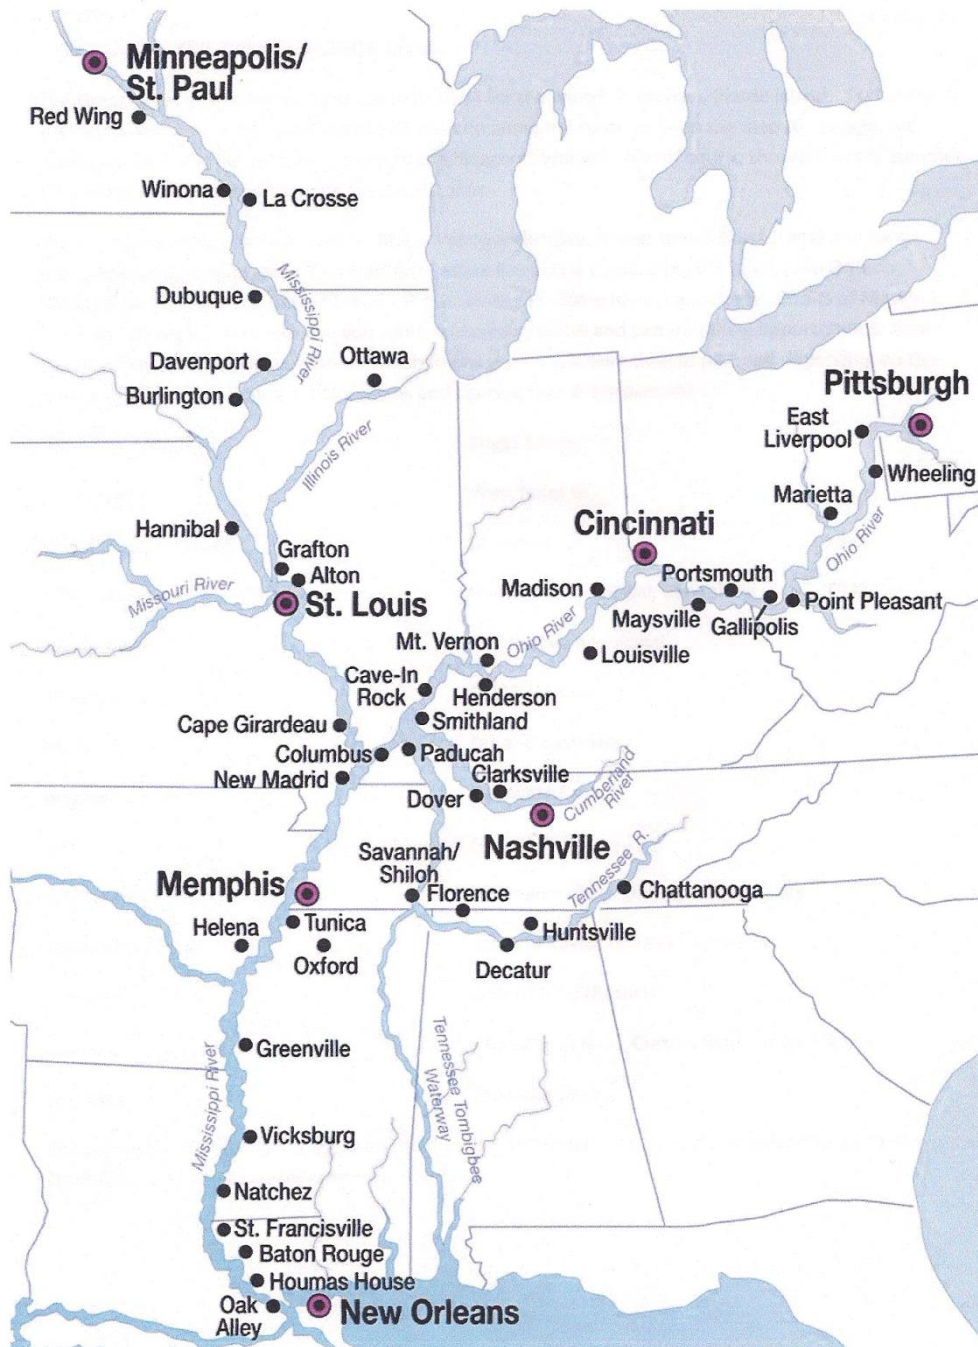 Minneapolis/
St. Paul
Red Wing
Winona
La Crosse
Mississippi River
Dubuque
Davenport
Ottawa
Burlington
Illinois River
Pittsburgh
East
Liverpool
Wheeling
Marietta
Hannibal
Cincinnati
Ohio River
Grafton
Alton
Missouri River
St. Louis
Madison
Portsmouth
Maysville
Gallipolis
Point Pleasant
Mt. Vernon
Ohio River
Louisville
Cave-In
Rock
Henderson
Smithland
Cape Girardeau
Columbus
Paducah
New Madrid
Clarksville
Dover
Cumberland
River
Nashville
Savannah/
Shiloh
Tennessee R.
Memphis
Florence
Chattanooga
Helena
Tunica
Huntsville
Oxford
Decatur
Mississippi River
Greenville
Tennessee Tombigbee
Waterway
Vicksburg
Natchez
St. Francisville
Baton Rouge
Houmas House
Oak
Alley
New Orleans